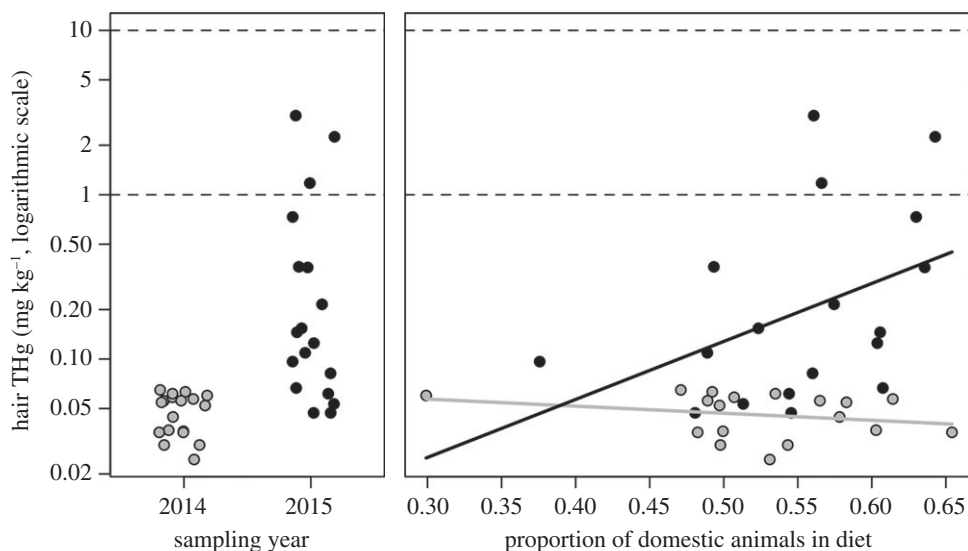 hair THg (mg kg⁻¹, logarithmic scale)
10
5
2
1
0.50
0.20
0.10
0.05
0.02
2014 2015
sampling year
0.30 0.35 0.40 0.45 0.50 0.55 0.60 0.65
proportion of domestic animals in diet